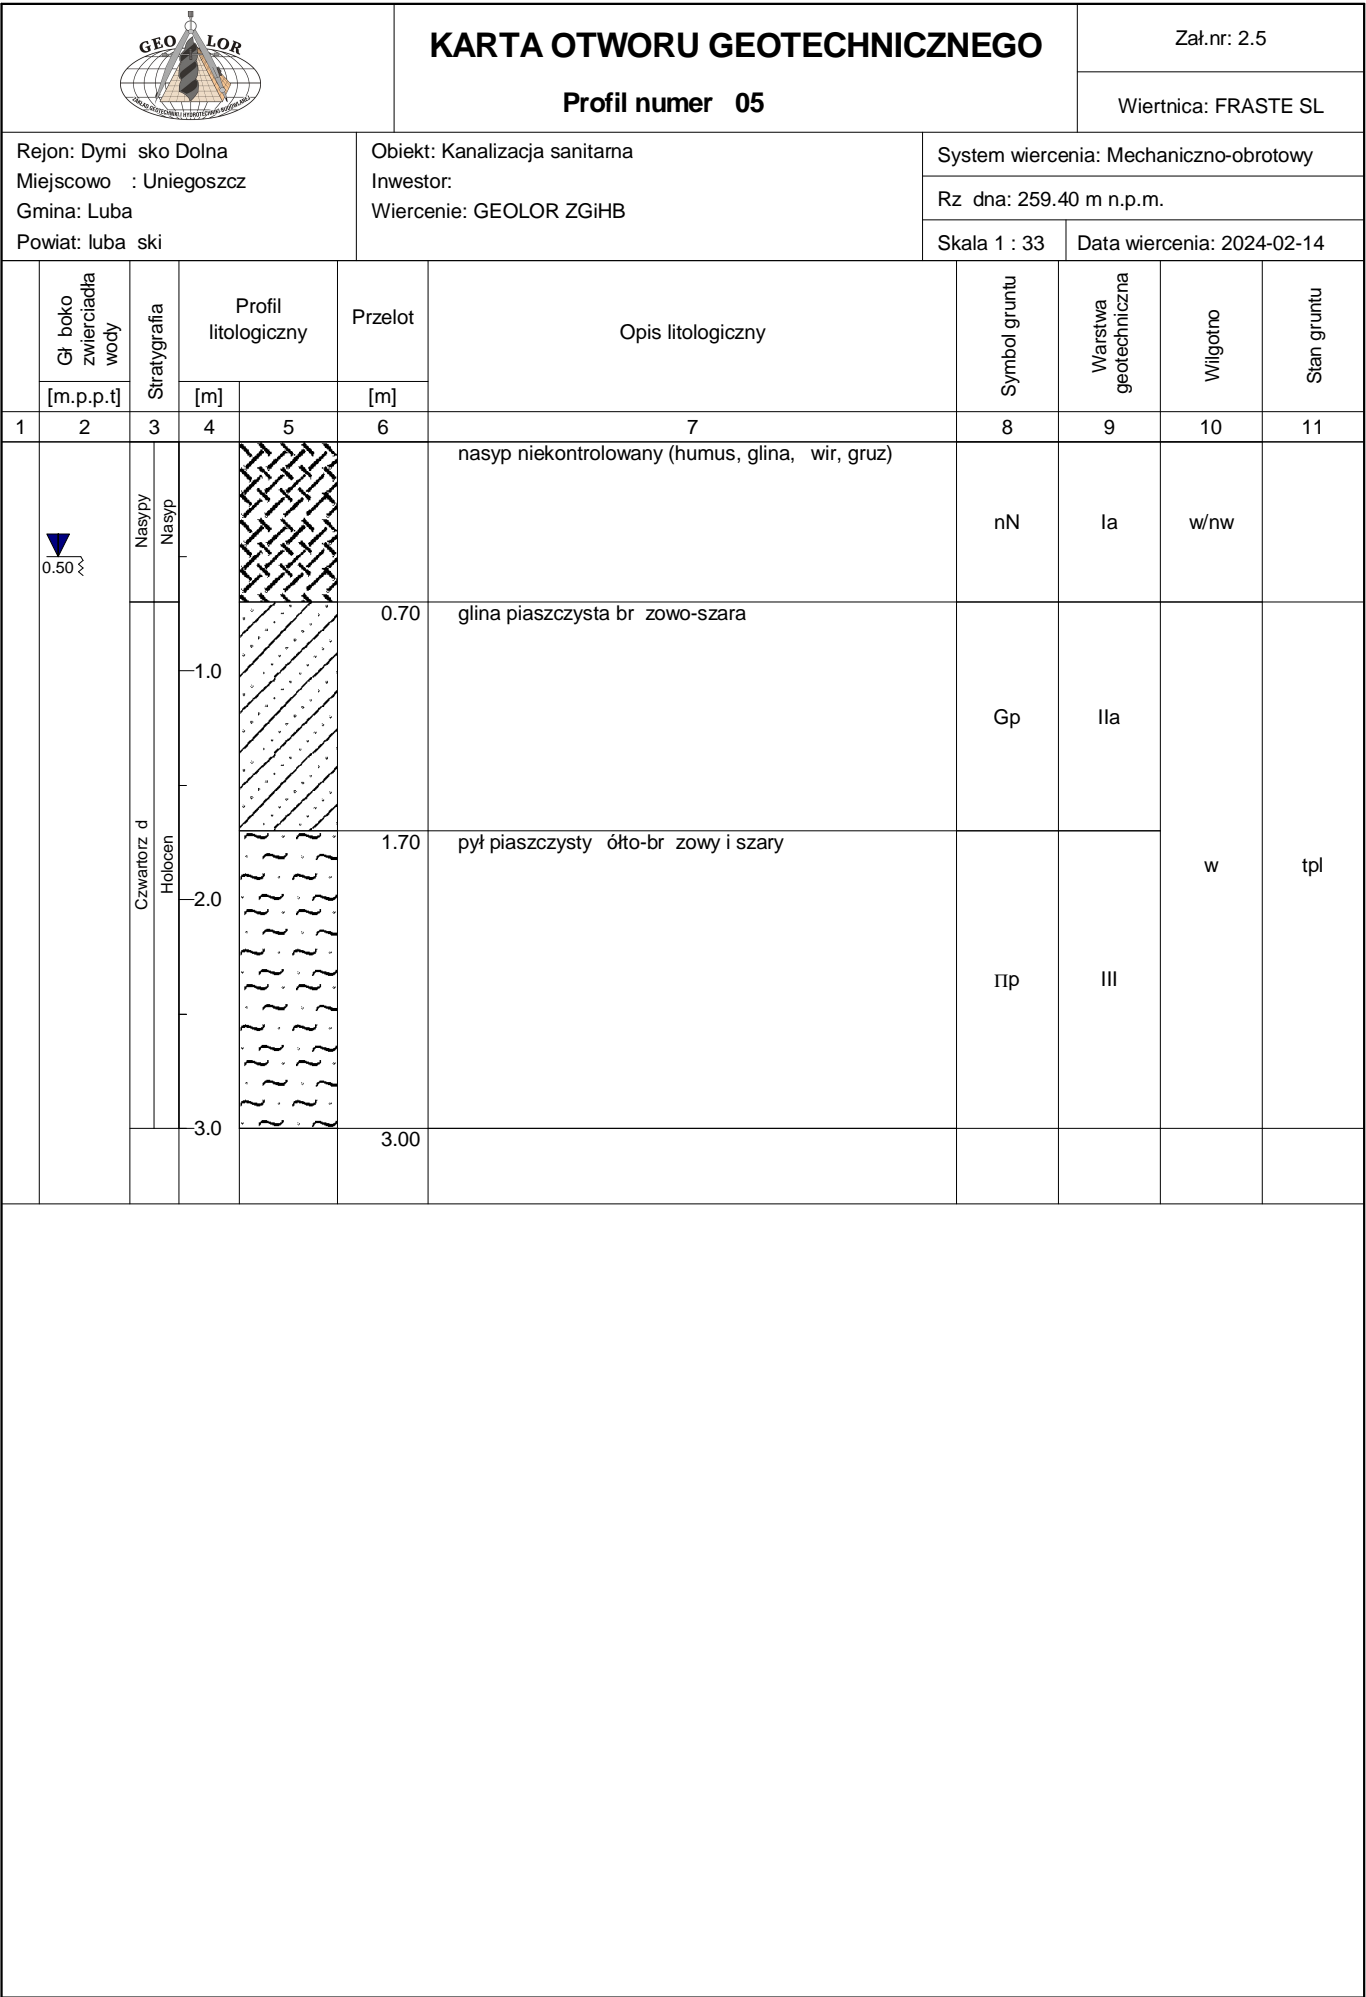 GEO LOR
ZAKŁAD GEOTECHNIKI I HYDROTECHNIKI BUDOWLANEJ
KARTA OTWORU GEOTECHNICZNEGO
Profil numer 05
Zał.nr: 2.5
Wiertnica: FRASTE SL
Rejon: Dymi sko Dolna
Miejscowo : Uniegoszcz
Gmina: Luba
Powiat: luba ski
Obiekt: Kanalizacja sanitarna
Inwestor:
Wiercenie: GEOLOR ZGiHB
System wiercenia: Mechaniczno-obrotowy
Rz dna: 259.40 m n.p.m.
Skala 1 : 33
Data wiercenia: 2024-02-14
Gł boko
zwierciadła
wody
[m.p.p.t]
Stratygrafia
Profil
litologiczny
[m]
Przelot
[m]
Opis litologiczny
Symbol gruntu
Warstwa
geotechniczna
Wilgotno
Stan gruntu
1 2 3 4 5 6 7 8 9 10 11
Nasypy
Nasyp
nasyp niekontrolowany (humus, glina, wir, gruz)
nN Ia w/nw
0.50
0.70 glina piaszczysta br zowo-szara
1.0
Gp IIa
Czwartorz d
Holocen
1.70 pył piaszczysty ółto-br zowy i szary
w tpl
2.0
Πp III
3.0
3.00